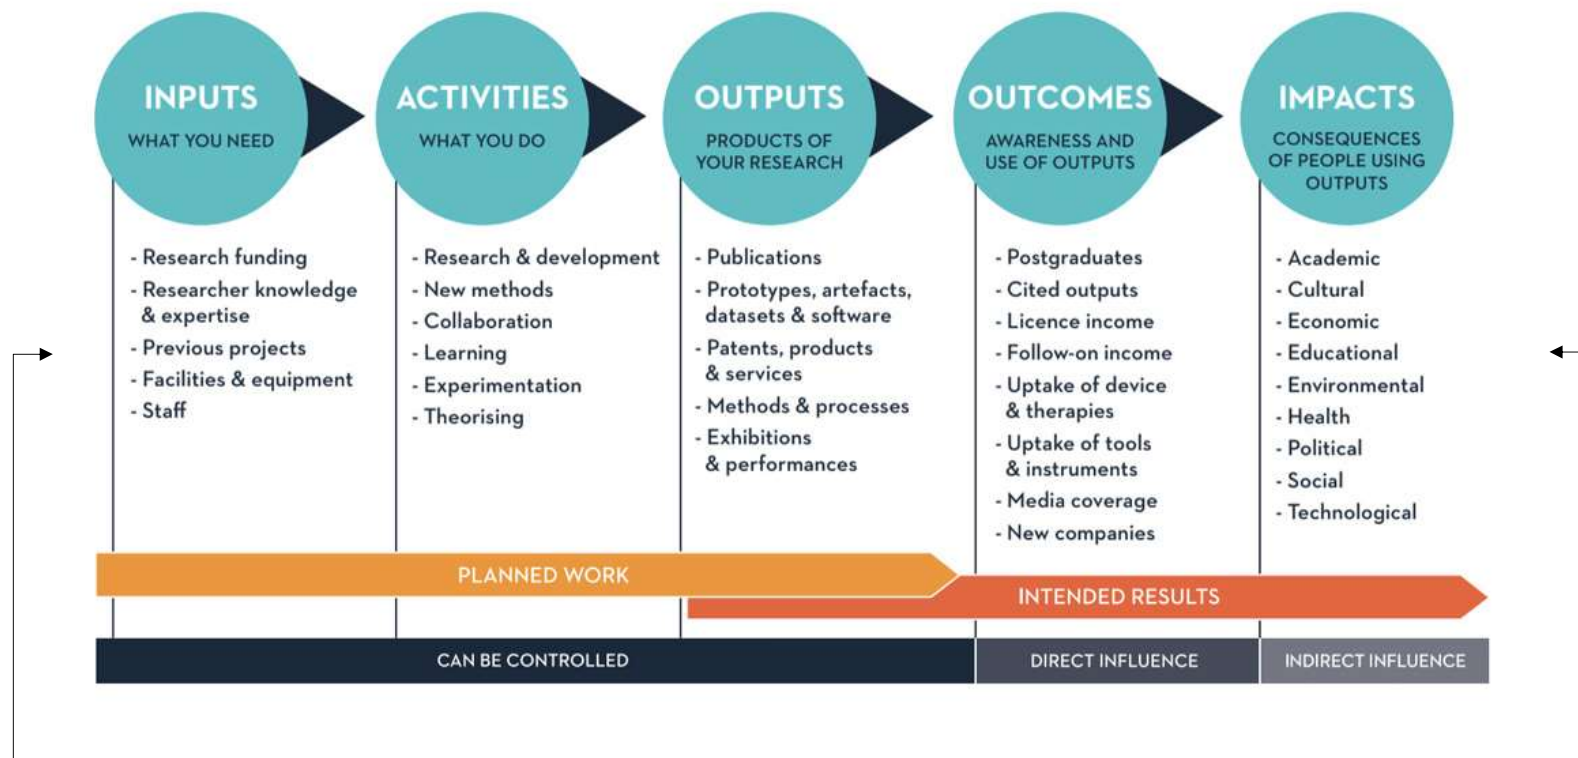 INPUTS
WHAT YOU NEED
- Research funding
- Researcher knowledge
& expertise
- Previous projects
- Facilities & equipment
- Staff
ACTIVITIES
WHAT YOU DO
- Research & development
- New methods
- Collaboration
- Learning
- Experimentation
- Theorising
OUTPUTS
PRODUCTS OF
YOUR RESEARCH
- Publications
- Prototypes, artefacts,
datasets & software
- Patents, products
& services
- Methods & processes
- Exhibitions
& performances
OUTCOMES
AWARENESS AND
USE OF OUTPUTS
- Postgraduates
- Cited outputs
- Licence income
- Follow-on income
- Uptake of device
& therapies
- Uptake of tools
& instruments
- Media coverage
- New companies
IMPACTS
CONSEQUENCES
OF PEOPLE USING
OUTPUTS
- Academic
- Cultural
- Economic
- Educational
- Environmental
- Health
- Political
- Social
- Technological
PLANNED WORK
INTENDED RESULTS
CAN BE CONTROLLED
DIRECT INFLUENCE
INDIRECT INFLUENCE